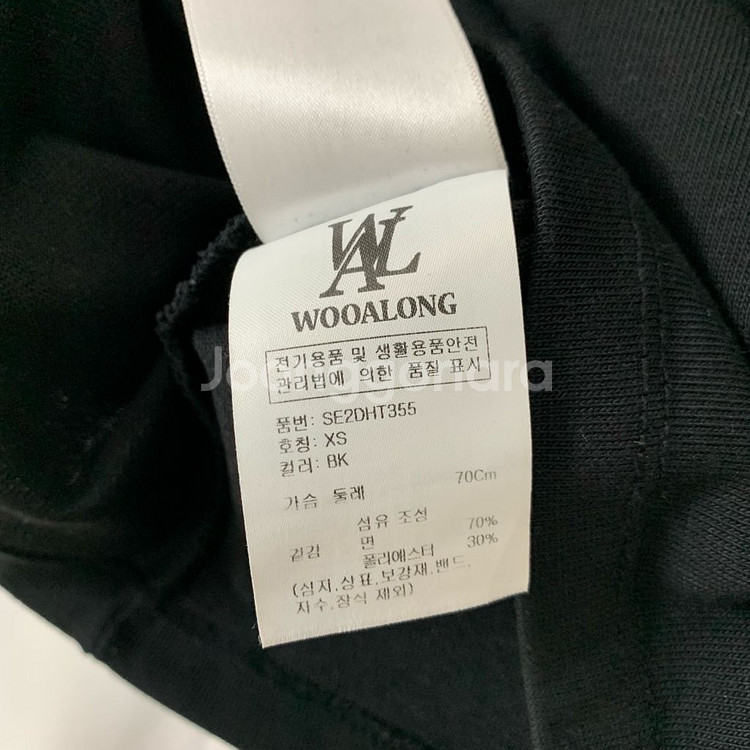 WAL
WOOALONG
전기용품 및 생활용품안전
관리법에 의한 품질 표시
Joonggonara
품번: SE2DHT355
호칭: XS
컬러: BK
가슴 둘레 70Cm
섬유 조성
겉감 면 70%
폴리에스터 30%
(심지,상표,보강재,밴드,
자수,장식 제외)